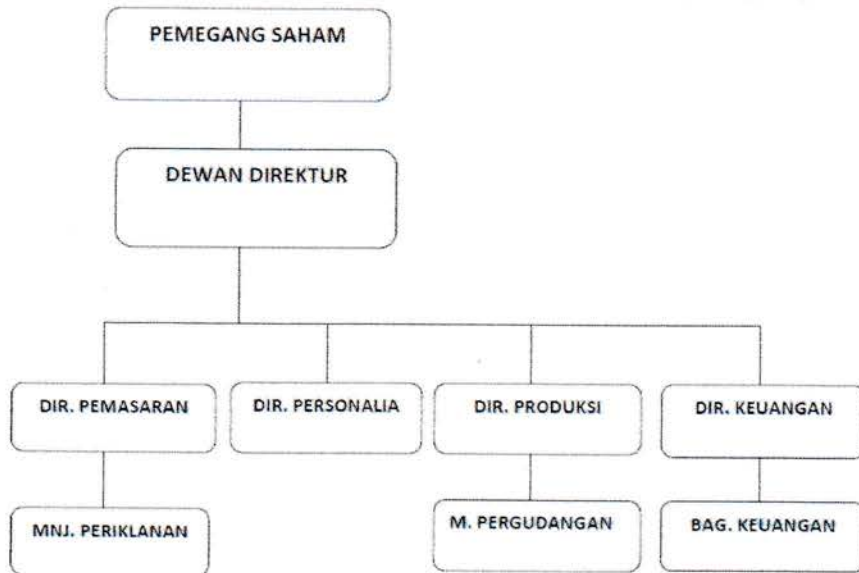 PEMEGANG SAHAM
DEWAN DIREKTUR
DIR. PEMASARAN
DIR. PERSONALIA
DIR. PRODUKSI
DIR. KEUANGAN
MNJ. PERIKLANAN
M. PERGUDANGAN
BAG. KEUANGAN